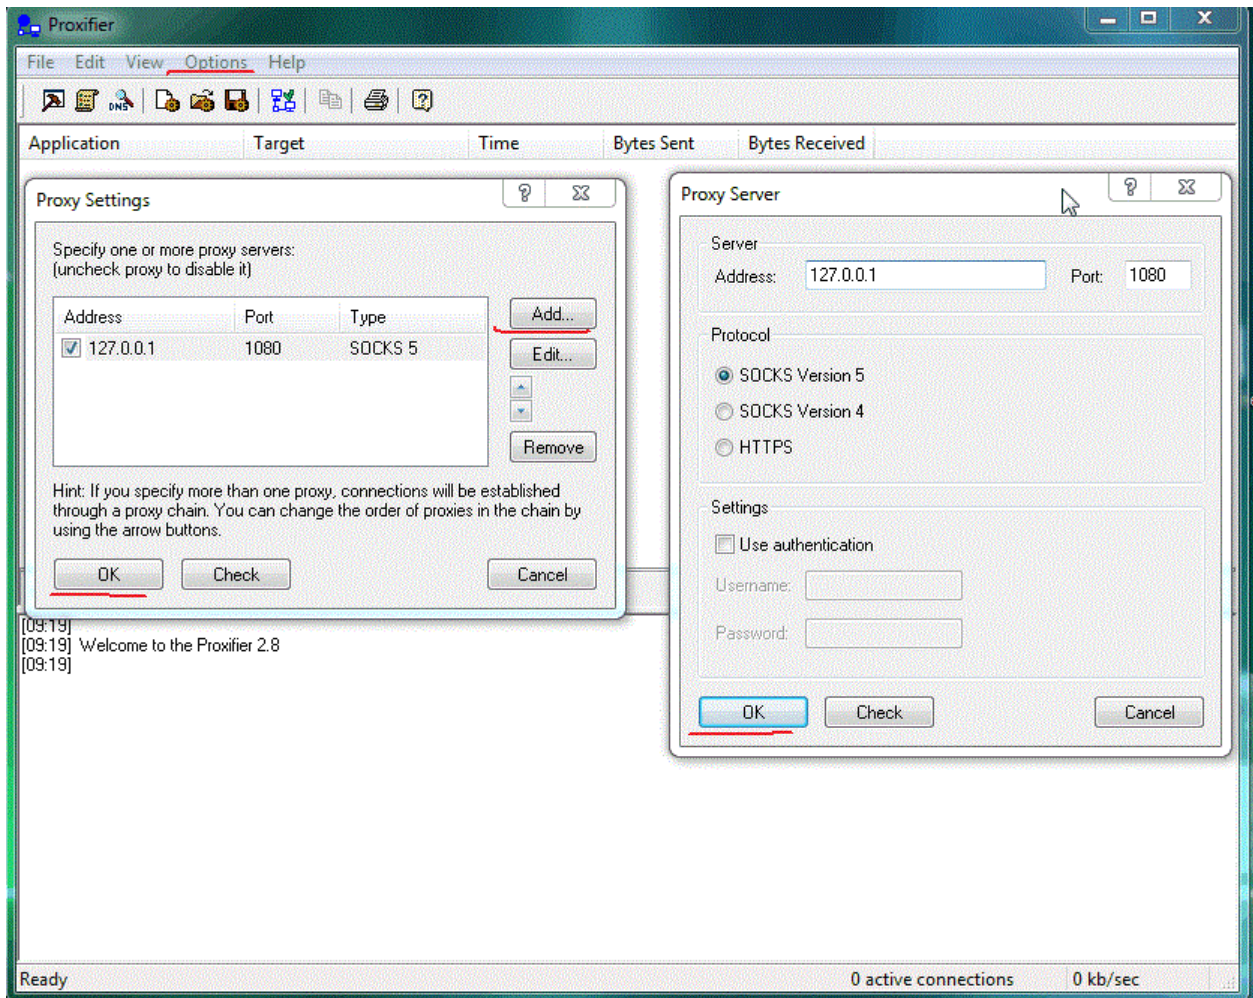 Proxifier
File Edit View Options Help
DNS
Application Target Time Bytes Sent Bytes Received
Proxy Settings
Specify one or more proxy servers:
(uncheck proxy to disable it)
Address Port Type
127.0.0.1 1080 SOCKS 5
Add...
Edit...
Remove
Hint: If you specify more than one proxy, connections will be established
through a proxy chain. You can change the order of proxies in the chain by
using the arrow buttons.
OK Check Cancel
Proxy Server
Server
Address: 127.0.0.1 Port: 1080
Protocol
SOCKS Version 5
SOCKS Version 4
HTTPS
Settings
Use authentication
Username:
Password:
OK Check Cancel
[09:19]
[09:19] Welcome to the Proxifier 2.8
[09:19]
Ready 0 active connections 0 kb/sec